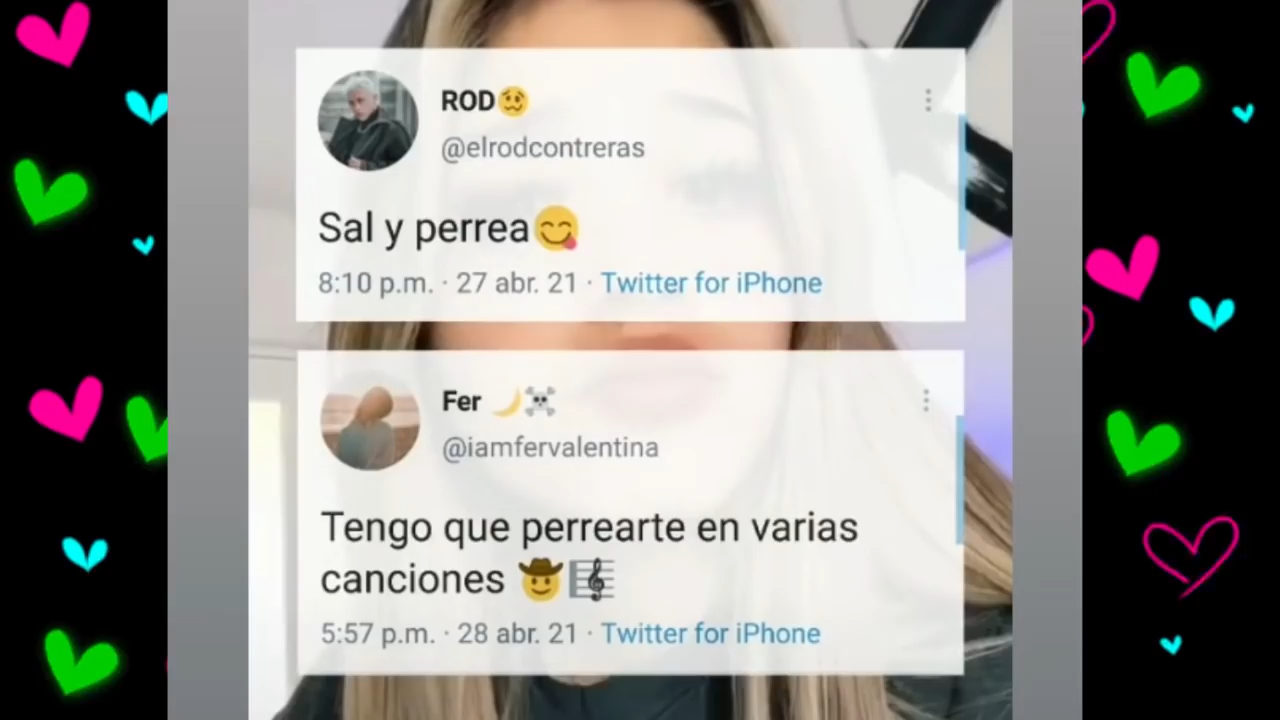 ROD🥴
@elrodcontreras
Sal y perrea😋
8:10 p.m. · 27 abr. 21 · Twitter for iPhone
Fer 🌙☠️
@iamfervalentina
Tengo que perrearte en varias
canciones 🤠🎼
5:57 p.m. · 28 abr. 21 · Twitter for iPhone